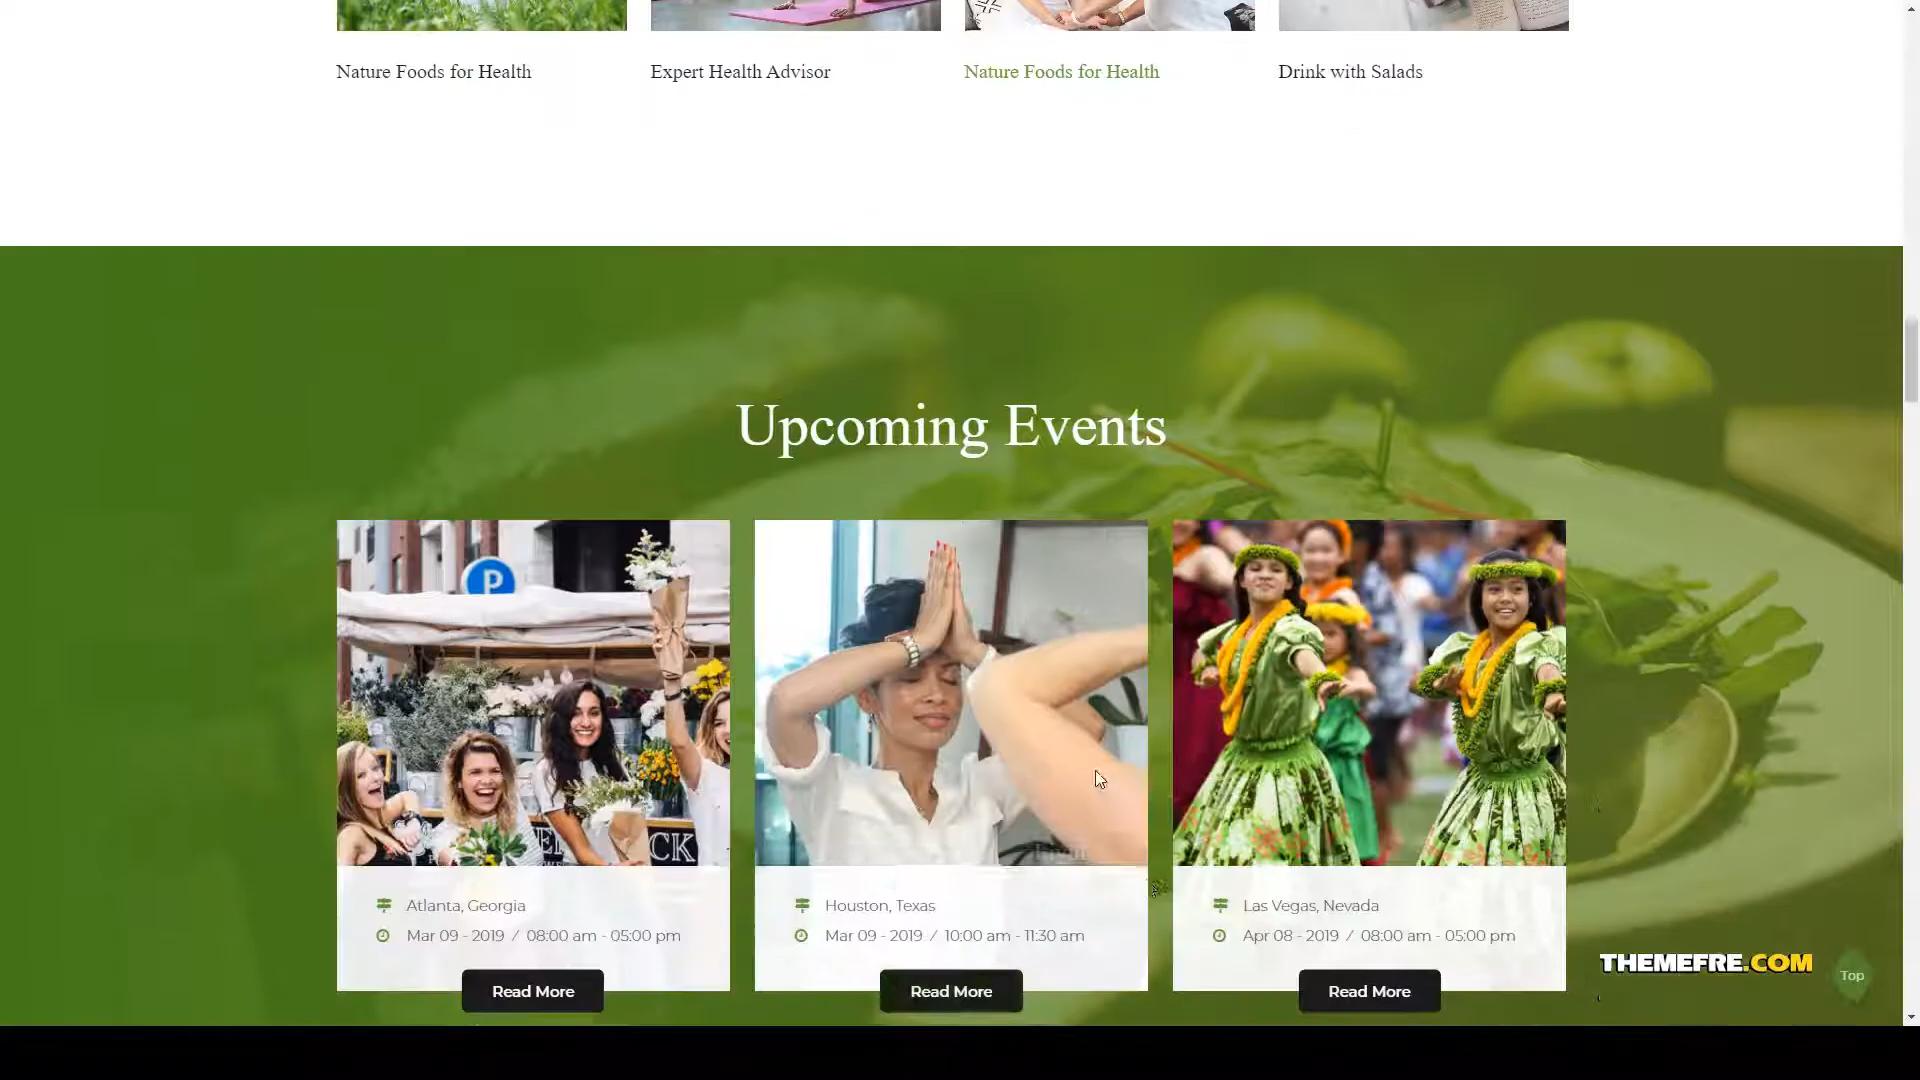 Nature Foods for Health
Expert Health Advisor
Nature Foods for Health
Drink with Salads
Upcoming Events
P
CK
Atlanta, Georgia
Mar 09 - 2019 / 08:00 am - 05:00 pm
Read More
Houston, Texas
Mar 09 - 2019 / 10:00 am - 11:30 am
Read More
Las Vegas, Nevada
Apr 08 - 2019 / 08:00 am - 05:00 pm
Read More
THEMEFRE.COM
Top